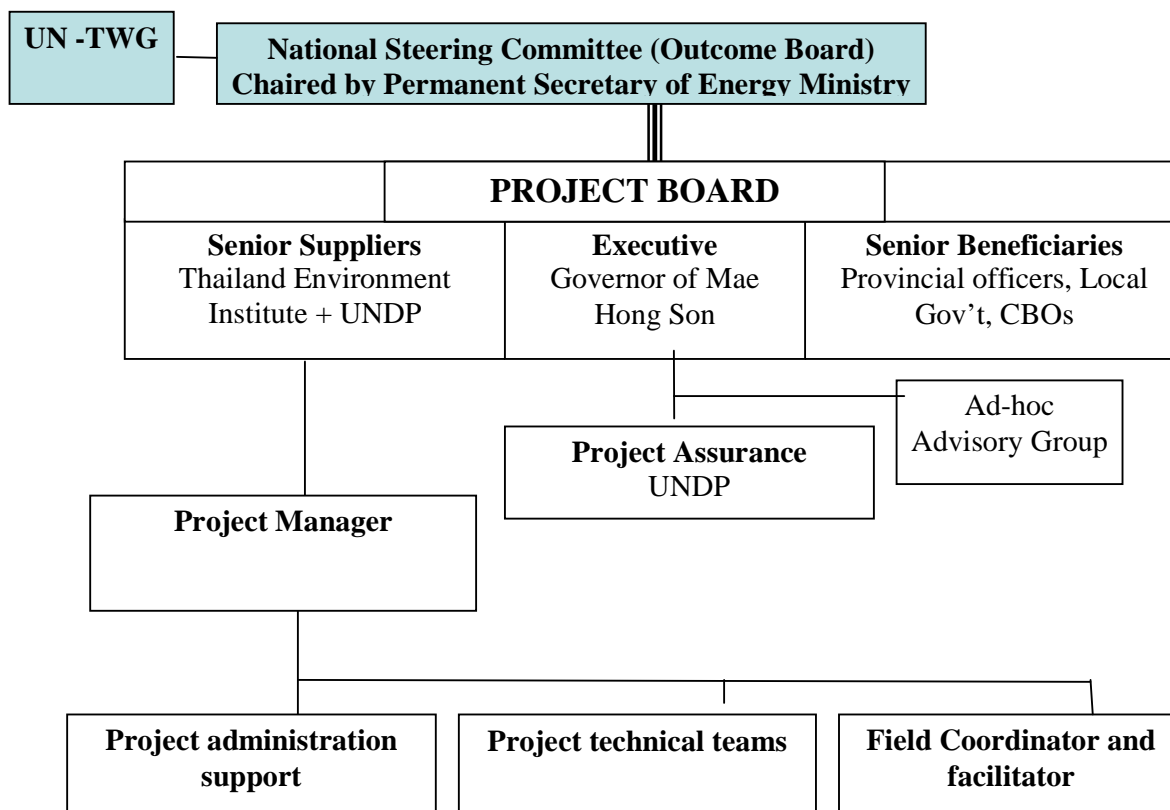 UN -TWG
National Steering Committee (Outcome Board)
Chaired by Permanent Secretary of Energy Ministry
PROJECT BOARD
Senior Suppliers
Thailand Environment
Institute + UNDP
Executive
Governor of Mae
Hong Son
Senior Beneficiaries
Provincial officers, Local
Gov’t, CBOs
Ad-hoc
Advisory Group
Project Assurance
UNDP
Project Manager
Project administration
support
Project technical teams
Field Coordinator and
facilitator